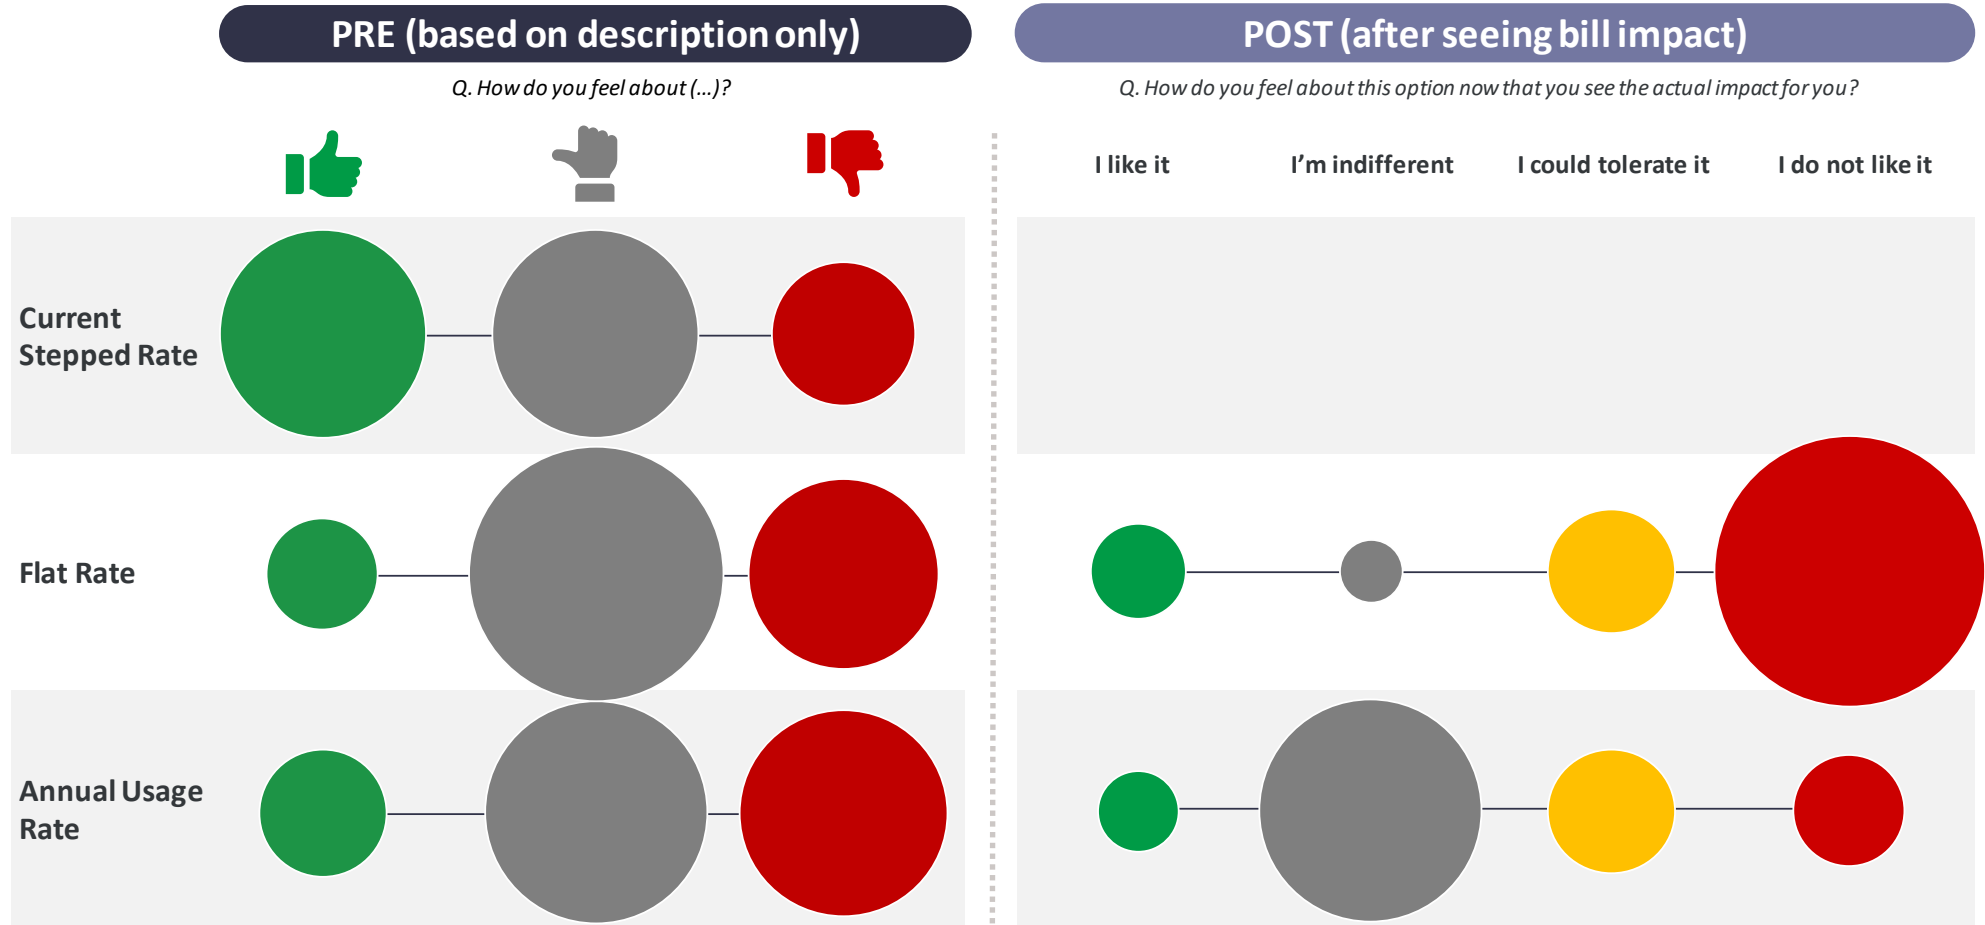 PRE (based on description only)
POST (after seeing bill impact)
Q. How do you feel about (...)?
Q. How do you feel about this option now that you see the actual impact for you?
I like it
I'm indifferent
I could tolerate it
I do not like it
Current
Stepped Rate
Flat Rate
Annual Usage
Rate